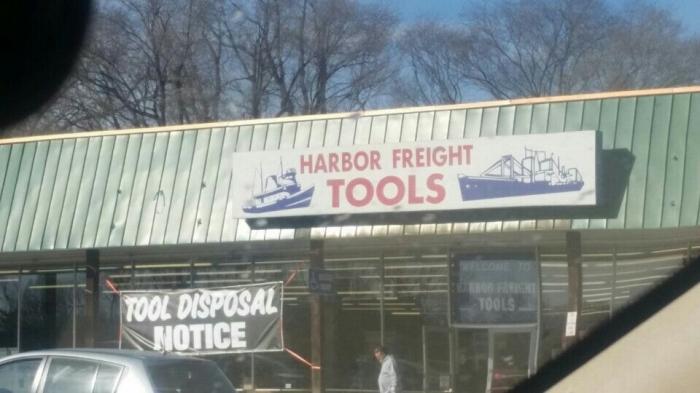 HARBOR FREIGHT
TOOLS
TOOL DISPOSAL
NOTICE
WELCOME TO
HARBOR FREIGHT
TOOLS